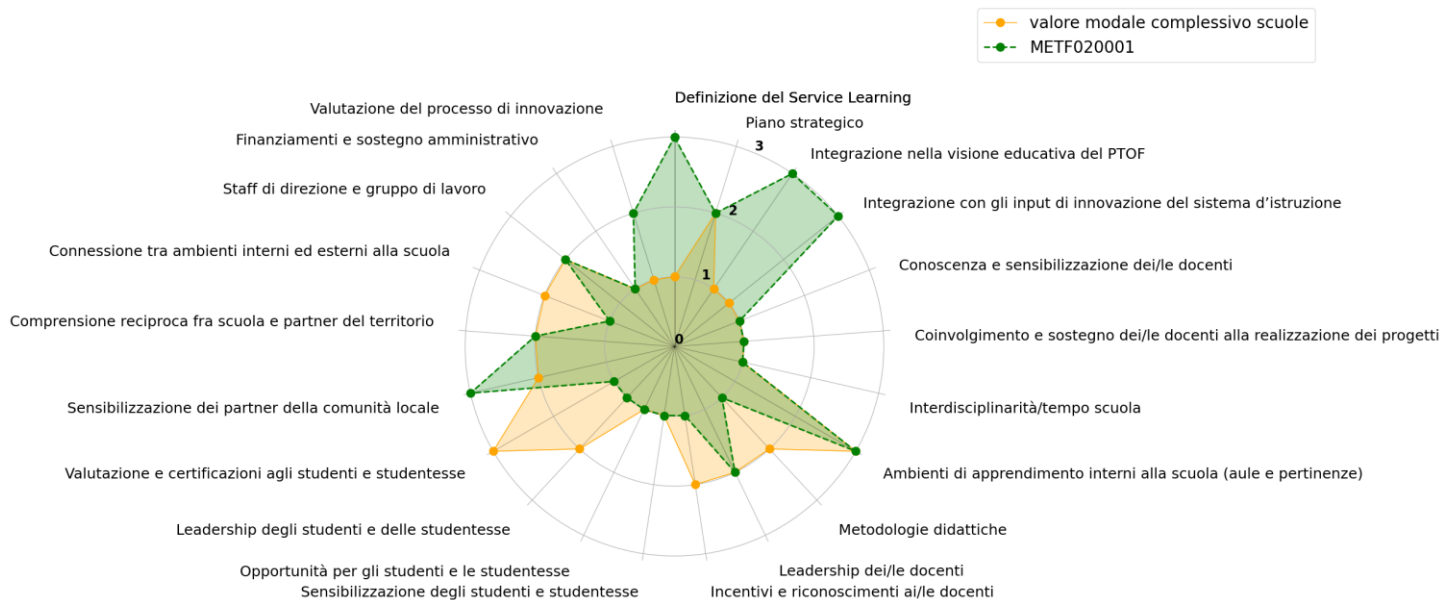 valore modale complessivo scuole
METF020001
Definizione del Service Learning
Valutazione del processo di innovazione
Piano strategico
Finanziamenti e sostegno amministrativo
3
Integrazione nella visione educativa del PTOF
Staff di direzione e gruppo di lavoro
2
Integrazione con gli input di innovazione del sistema d’istruzione
Connessione tra ambienti interni ed esterni alla scuola
1
Conoscenza e sensibilizzazione dei/le docenti
Comprensione reciproca fra scuola e partner del territorio
0
Coinvolgimento e sostegno dei/le docenti alla realizzazione dei progetti
Sensibilizzazione dei partner della comunità locale
Interdisciplinarità/tempo scuola
Valutazione e certificazioni agli studenti e studentesse
Ambienti di apprendimento interni alla scuola (aule e pertinenze)
Leadership degli studenti e delle studentesse
Metodologie didattiche
Opportunità per gli studenti e le studentesse
Leadership dei/le docenti
Sensibilizzazione degli studenti e studentesse
Incentivi e riconoscimenti ai/le docenti